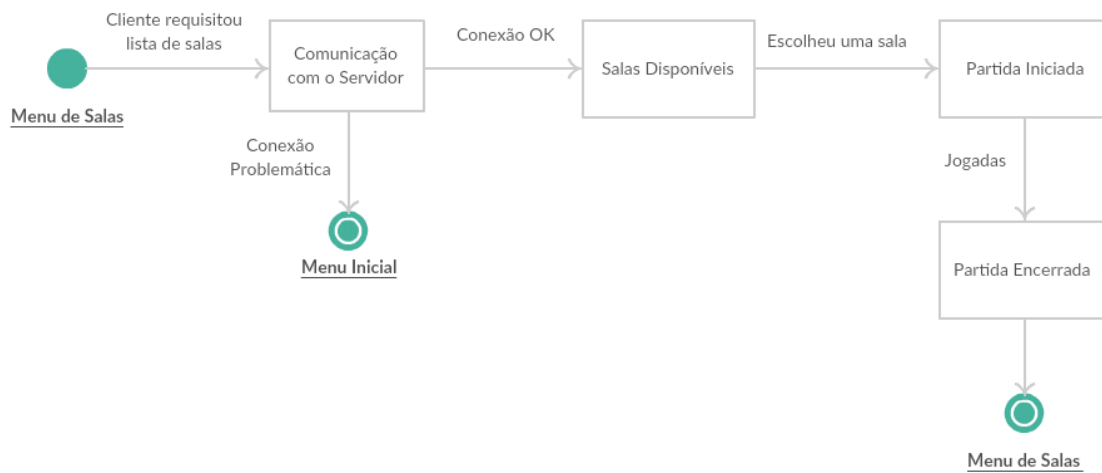 Cliente requisitou
lista de salas
Menu de Salas
Comunicação
com o Servidor
Conexão OK
Salas Disponíveis
Escolheu uma sala
Partida Iniciada
Conexão
Problemática
Menu Inicial
Jogadas
Partida Encerrada
Menu de Salas